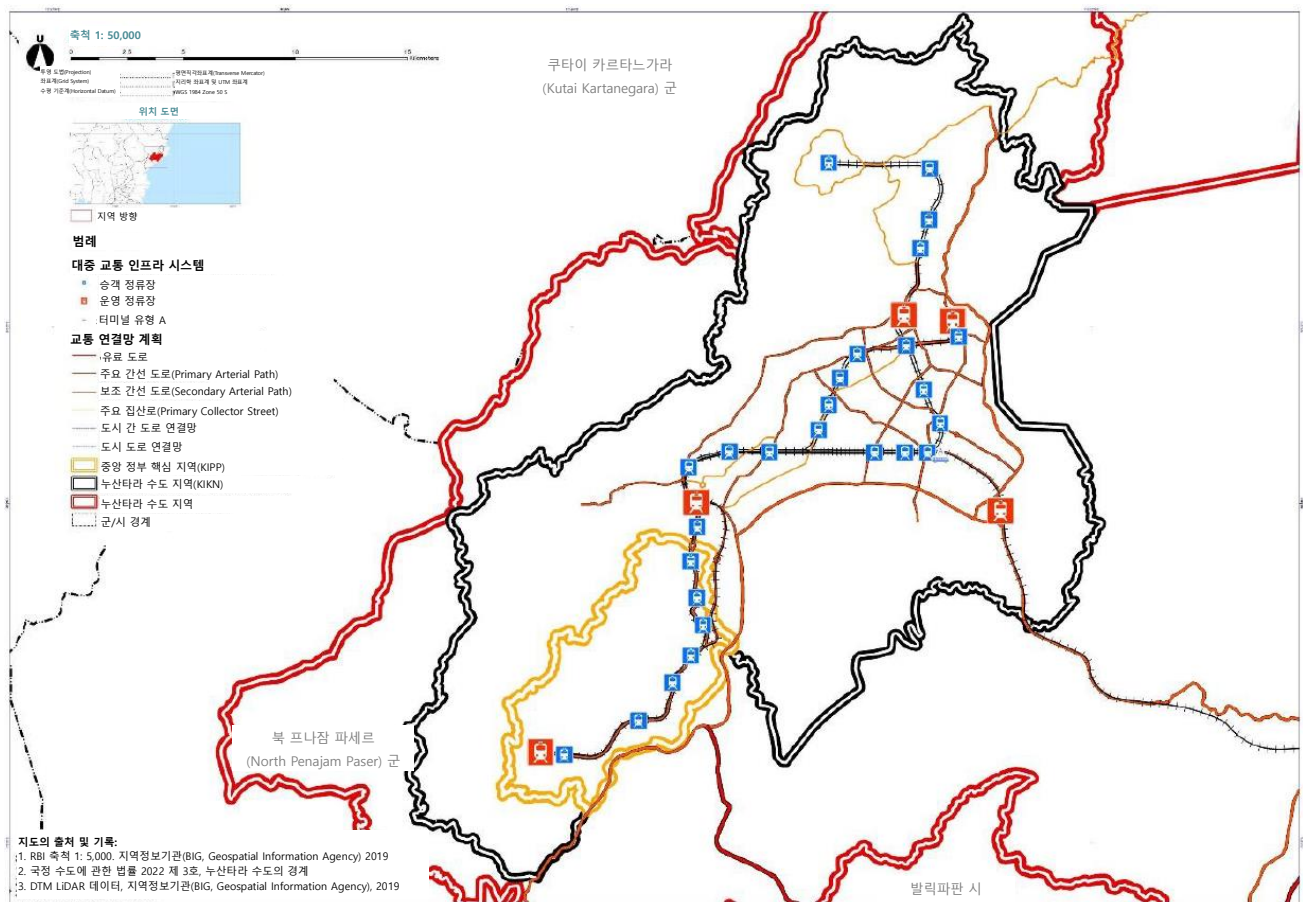 U
축척 1: 50,000
0 2.5 5 10 15
Kilometers
투영 도법(Projection) 평면직각좌표계(Transverse Mercator)
좌표계(Grid System) 지리학 좌표계 및 UTM 좌표계
수평 기준계(Horizontal Datum) WGS 1984 Zone 50 S
위치 도면
지역 방향
범례
대중 교통 인프라 시스템
승객 정류장
운영 정류장
터미널 유형 A
교통 연결망 계획
유료 도로
주요 간선 도로(Primary Arterial Path)
보조 간선 도로(Secondary Arterial Path)
주요 집산로(Primary Collector Street)
도시 간 도로 연결망
도시 도로 연결망
중앙 정부 핵심 지역(KIPP)
누산타라 수도 지역(KIKN)
누산타라 수도 지역
군/시 경계
쿠타이 카르타느가라
(Kutai Kartanegara) 군
북 프나잠 파세르
(North Penajam Paser) 군
발릭파판 시
지도의 출처 및 기록:
1. RBI 축척 1: 5,000. 지역정보기관(BIG, Geospatial Information Agency) 2019
2. 국정 수도에 관한 법률 2022 제 3호, 누산타라 수도의 경계
3. DTM LiDAR 데이터, 지역정보기관(BIG, Geospatial Information Agency), 2019